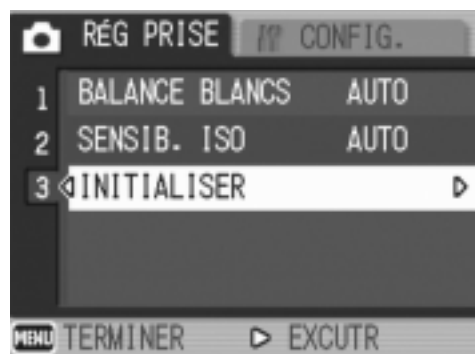 RÉG PRISE CONFIG.
1 BALANCE BLANCS AUTO
2 SENSIB. ISO AUTO
3 INITIALISER
MENU TERMINER EXCUTR